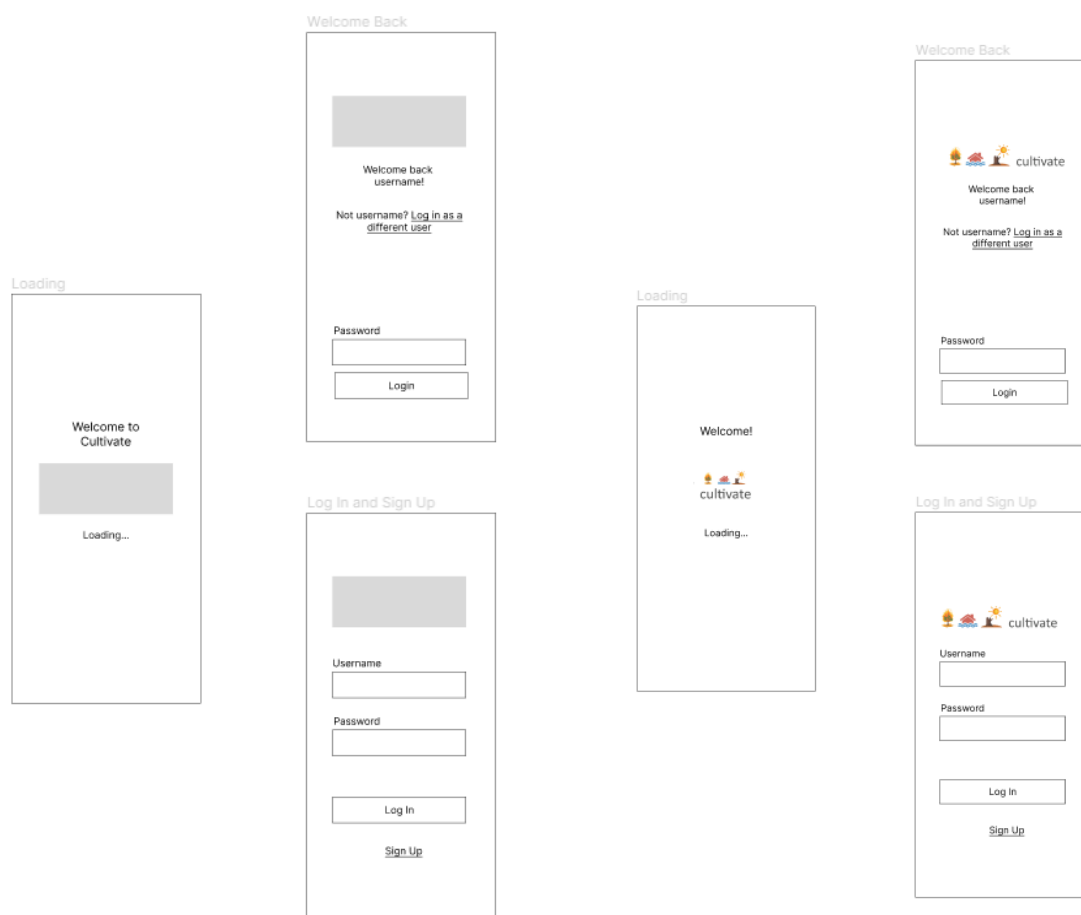 Welcome Back
Welcome back
username!
Not username? Log in as a
different user
Password
Login
Loading
Welcome to
Cultivate
Loading...
Log In and Sign Up
Username
Password
Log In
Sign Up
Welcome Back
cultivate
Welcome back
username!
Not username? Log in as a
different user
Password
Login
Loading
Welcome!
cultivate
Loading...
Log In and Sign Up
cultivate
Username
Password
Log In
Sign Up